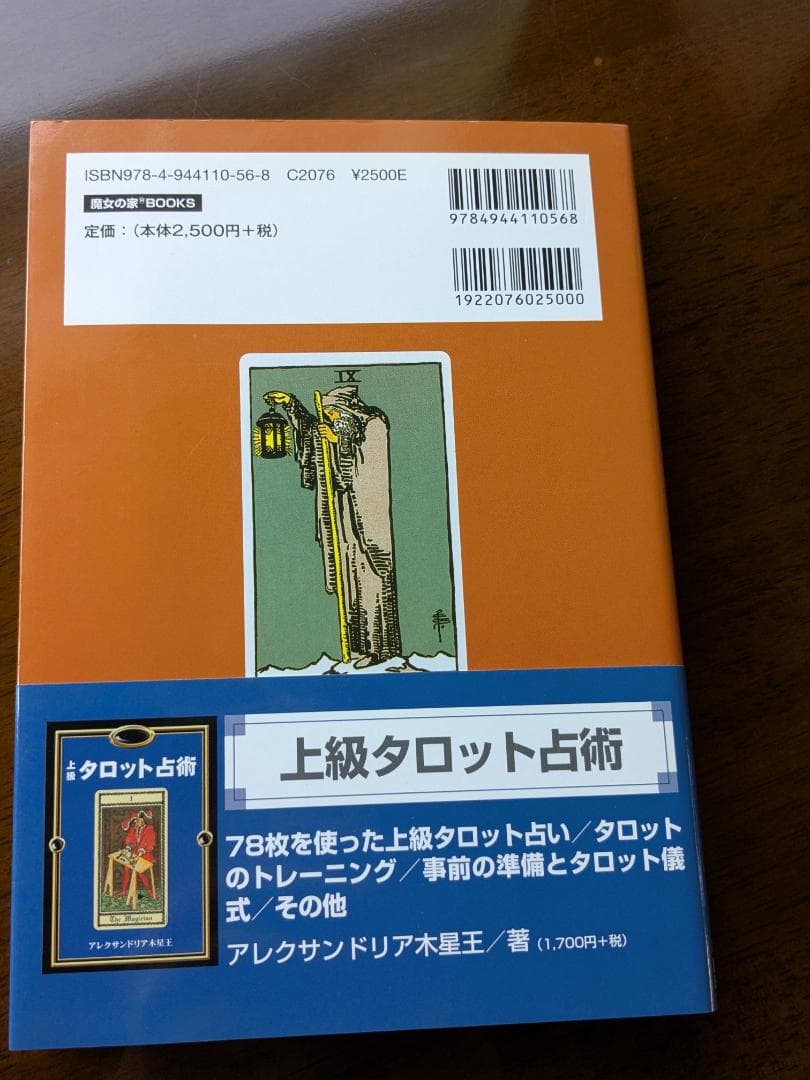 ISBN978-4-944110-56-8 C2076 ¥2500E
魔女の家®BOOKS
定価：（本体2,500円＋税）
9784944110568
1922076025000
IX
上級タロット占術
I
The Magician
アレクサンドリア木星王
上級タロット占術
78枚を使った上級タロット占い／タロット
のトレーニング／事前の準備とタロット儀
式／その他
アレクサンドリア木星王／著（1,700円＋税）